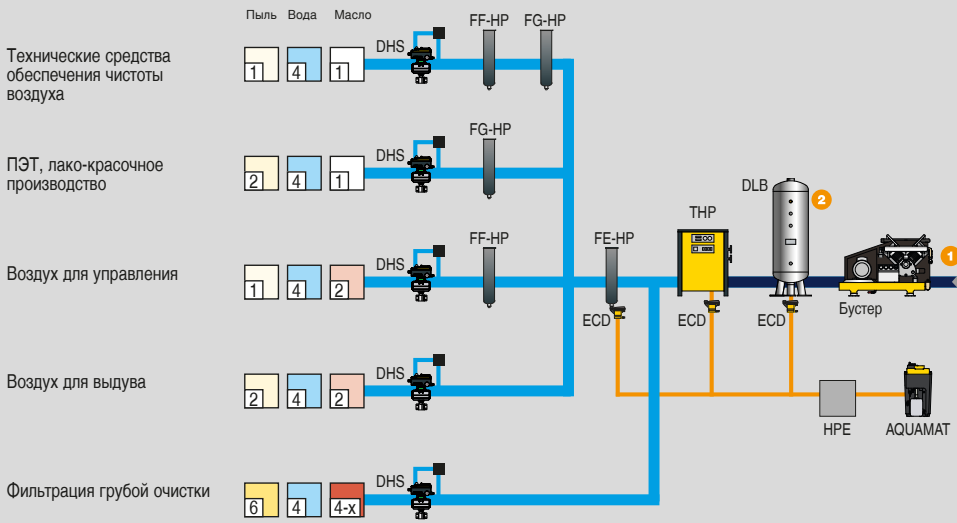 Пыль Вода Масло
Технические средства
обеспечения чистоты
воздуха
1 4 1
DHS
FF-HP
FG-HP
ПЭТ, лако-красочное
производство
2 4 1
DHS
FG-HP
Воздух для управления
1 4 2
DHS
FF-HP
FE-HP
ECD
THP
ECD
DLB
2
ECD
1
Бустер
Воздух для выдува
2 4 2
DHS
HPE
AQUAMAT
Фильтрация грубой очистки
6 4 4-x
DHS